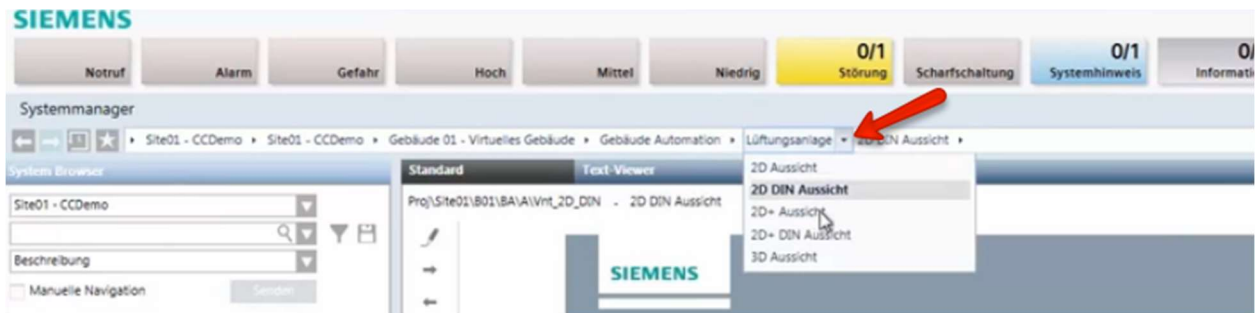 SIEMENS
0/1 0/1 0/
Notruf Alarm Gefahr Hoch Mittel Niedrig Störung Scharfschaltung Systemhinweis Informati
Systemmanager
Site01 - CCDemo Site01 - CCDemo Gebäude 01 - Virtuelles Gebäude Gebäude Automation Lüftungsanlage 2D DIN Aussicht
System Browser Standard Text-Viewer
2D Aussicht
2D DIN Aussicht
2D+ Aussicht
2D+ DIN Aussicht
3D Aussicht
Site01 - CCDemo
Proj\Site01\B01\BA\A\Vnt_2D_DIN - 2D DIN Aussicht
Beschreibung
SIEMENS
Manuelle Navigation Senden